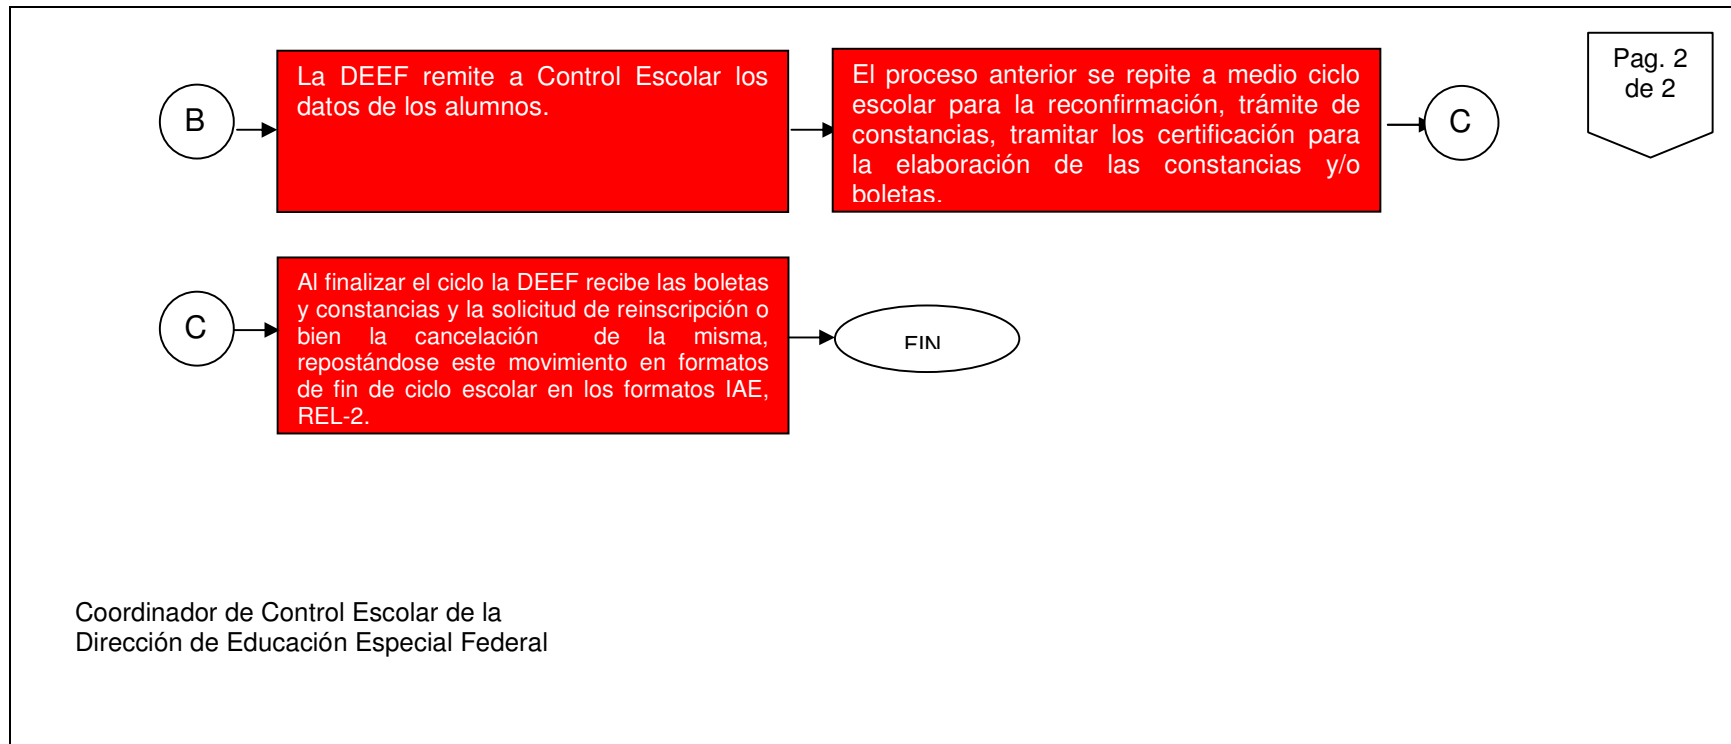 B
La DEEF remite a Control Escolar los
datos de los alumnos.
El proceso anterior se repite a medio ciclo
escolar para la reconfirmación, trámite de
constancias, tramitar los certificación para
la elaboración de las constancias y/o
boletas.
C
Pag. 2
de 2
C
Al finalizar el ciclo la DEEF recibe las boletas
y constancias y la solicitud de reinscripción o
bien la cancelación de la misma,
repostándose este movimiento en formatos
de fin de ciclo escolar en los formatos IAE,
REL-2.
FIN
Coordinador de Control Escolar de la
Dirección de Educación Especial Federal